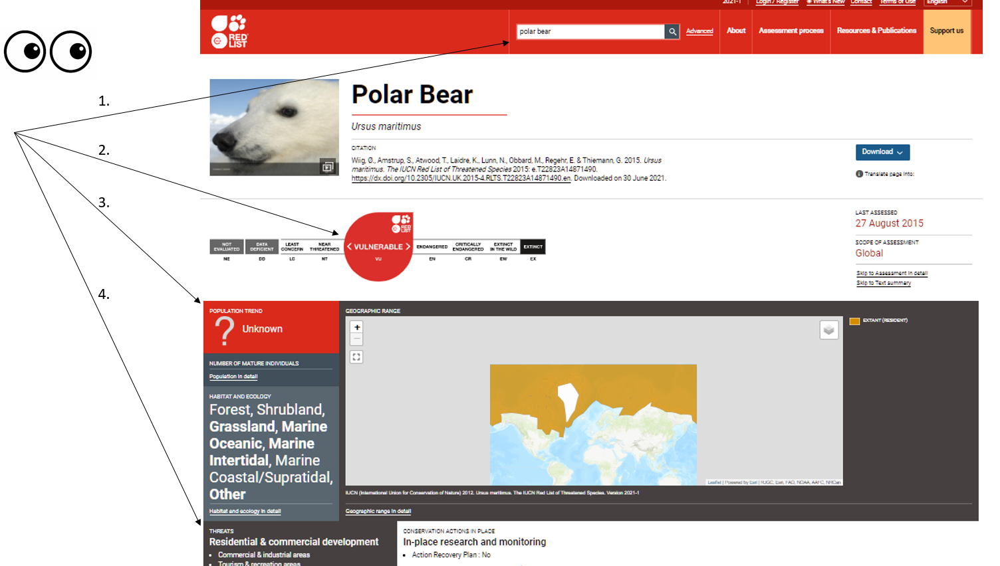 2021-1 Login / Register What's New Contact Terms of Use English
RED LIST
polar bear
Advanced About Assessment process Resources & Publications Support us
1.
Polar Bear
Ursus maritimus
2.
CITATION
Wiig, Ø., Amstrup, S., Atwood, T., Laidre, K., Lunn, N., Obbard, M., Regehr, E. & Thiemann, G. 2015. Ursus
maritimus. The IUCN Red List of Threatened Species 2015: e.T22823A14871490.
https://dx.doi.org/10.2305/IUCN.UK.2015-4.RLTS.T22823A14871490.en. Downloaded on 30 June 2021.
Download
Translate page into:
3.
RED LIST
NOT EVALUATED
DATA DEFICIENT
LEAST CONCERN
NEAR THREATENED
< VULNERABLE >
ENDANGERED
CRITICALLY ENDANGERED
EXTINCT IN THE WILD
EXTINCT
NE DD LC NT VU EN CR EW EX
LAST ASSESSED
27 August 2015
SCOPE OF ASSESSMENT
Global
Skip to Assessment in detail
Skip to Text summary
4.
POPULATION TREND
? Unknown
NUMBER OF MATURE INDIVIDUALS
Population in detail
HABITAT AND ECOLOGY
Forest, Shrubland,
Grassland, Marine
Oceanic, Marine
Intertidal, Marine
Coastal/Supratidal,
Other
Habitat and ecology in detail
GEOGRAPHIC RANGE
+
−
EXTANT (RESIDENT)
Leaflet | Powered by Esri | HJGC, Esri, FAO, NOAA, AAFC, NRCan
IUCN (International Union for Conservation of Nature) 2012. Ursus maritimus. The IUCN Red List of Threatened Species. Version 2021-1
Geographic range in detail
THREATS
Residential & commercial development
• Commercial & industrial areas
• Tourism & recreation areas
CONSERVATION ACTIONS IN PLACE
In-place research and monitoring
• Action Recovery Plan : No